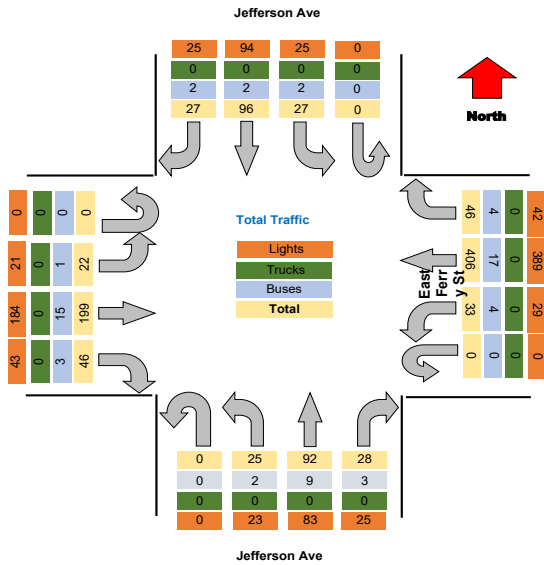 Jefferson Ave
25 94 25 0
0 0 0 0
2 2 2 0
27 96 27 0
North
0 0 0 0
21 0 1 22
184 0 15 199
43 0 3 46
Total Traffic
Lights
Trucks
Buses
Total
46 4 0 42
406 17 0 389
33 4 0 29
0 0 0 0
East
Ferr
y St
0 25 92 28
0 2 9 3
0 0 0 0
0 23 83 25
Jefferson Ave